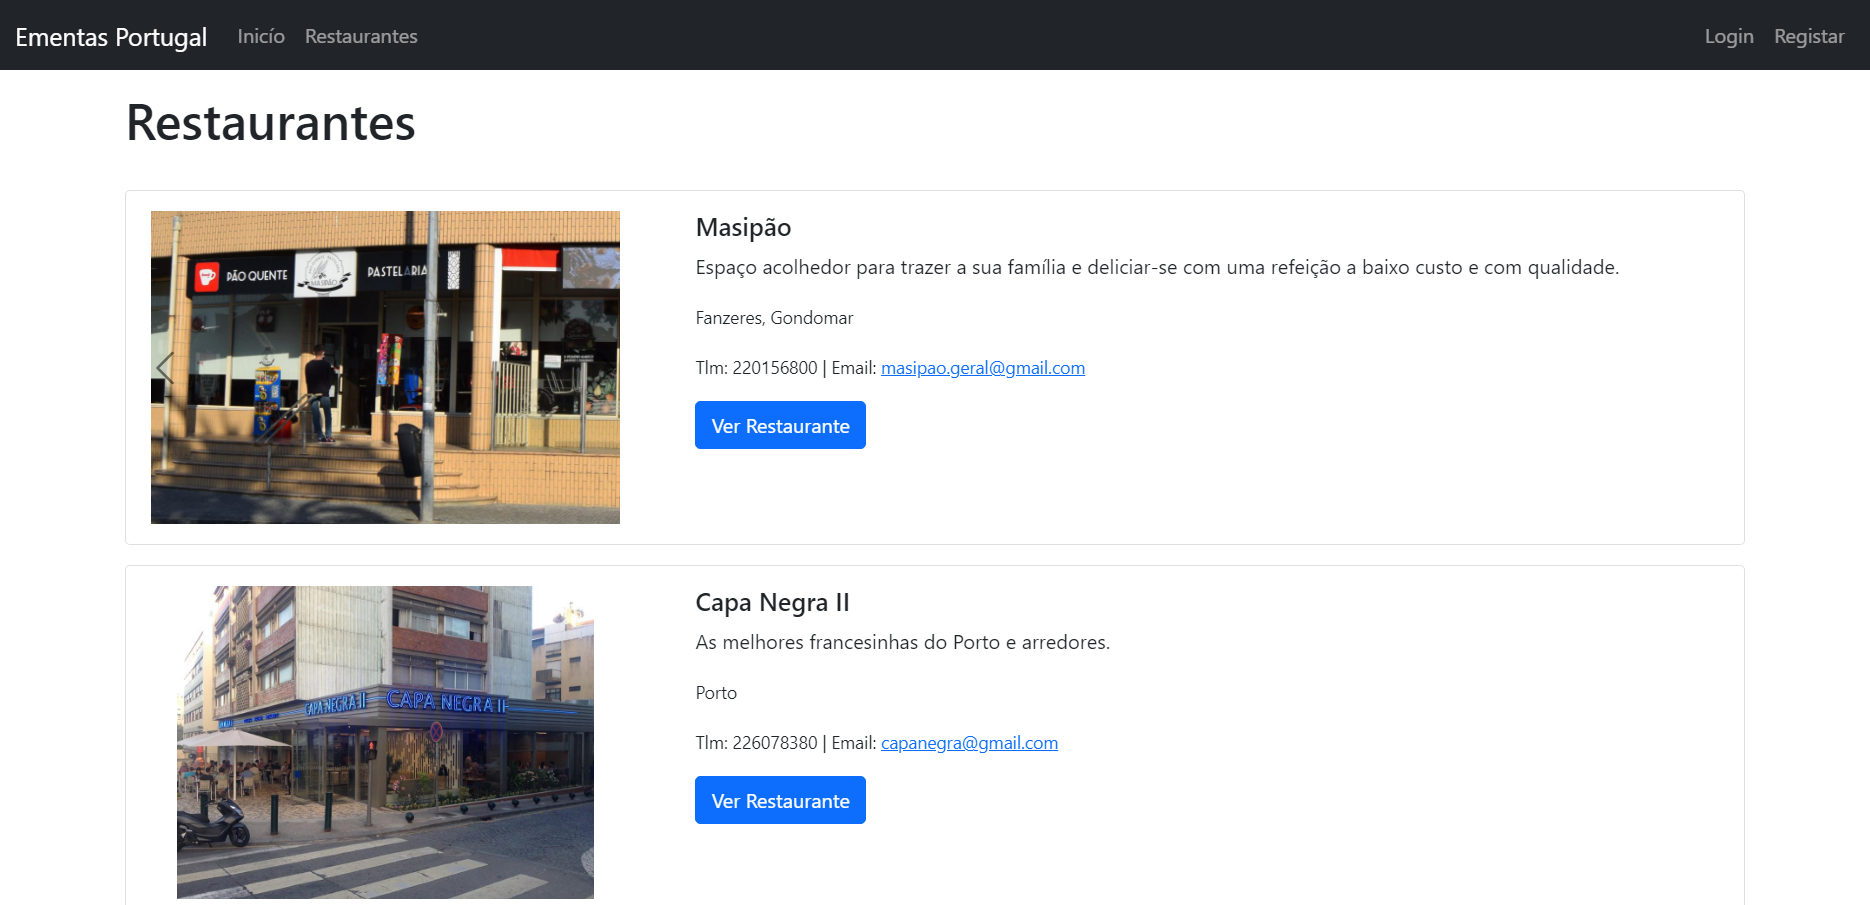 Ementas Portugal Inicío Restaurantes Login Registar
Restaurantes
PÃO QUENTE
MASIPÃO
PASTELARIA
Masipão
Espaço acolhedor para trazer a sua família e deliciar-se com uma refeição a baixo custo e com qualidade.
Fanzeres, Gondomar
Tlm: 220156800 | Email: masipao.geral@gmail.com
Ver Restaurante
CAPA NEGRA II
CAPA NEGRA II
Capa Negra II
As melhores francesinhas do Porto e arredores.
Porto
Tlm: 226078380 | Email: capanegra@gmail.com
Ver Restaurante